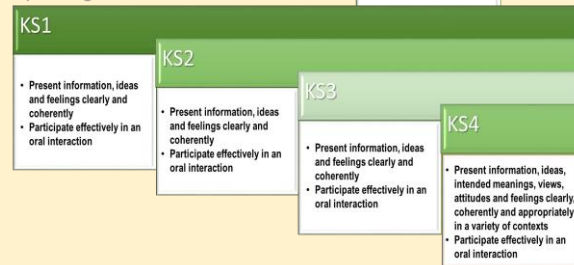 KS1
• Present information, ideas
and feelings clearly and
coherently
• Participate effectively in an
oral interaction
KS2
• Present information, ideas
and feelings clearly and
coherently
• Participate effectively in an
oral interaction
KS3
• Present information, ideas
and feelings clearly and
coherently
• Participate effectively in an
oral interaction
KS4
• Present information, ideas,
intended meanings, views,
attitudes and feelings clearly,
coherently and appropriately
in a variety of contexts
• Participate effectively in an
oral interaction